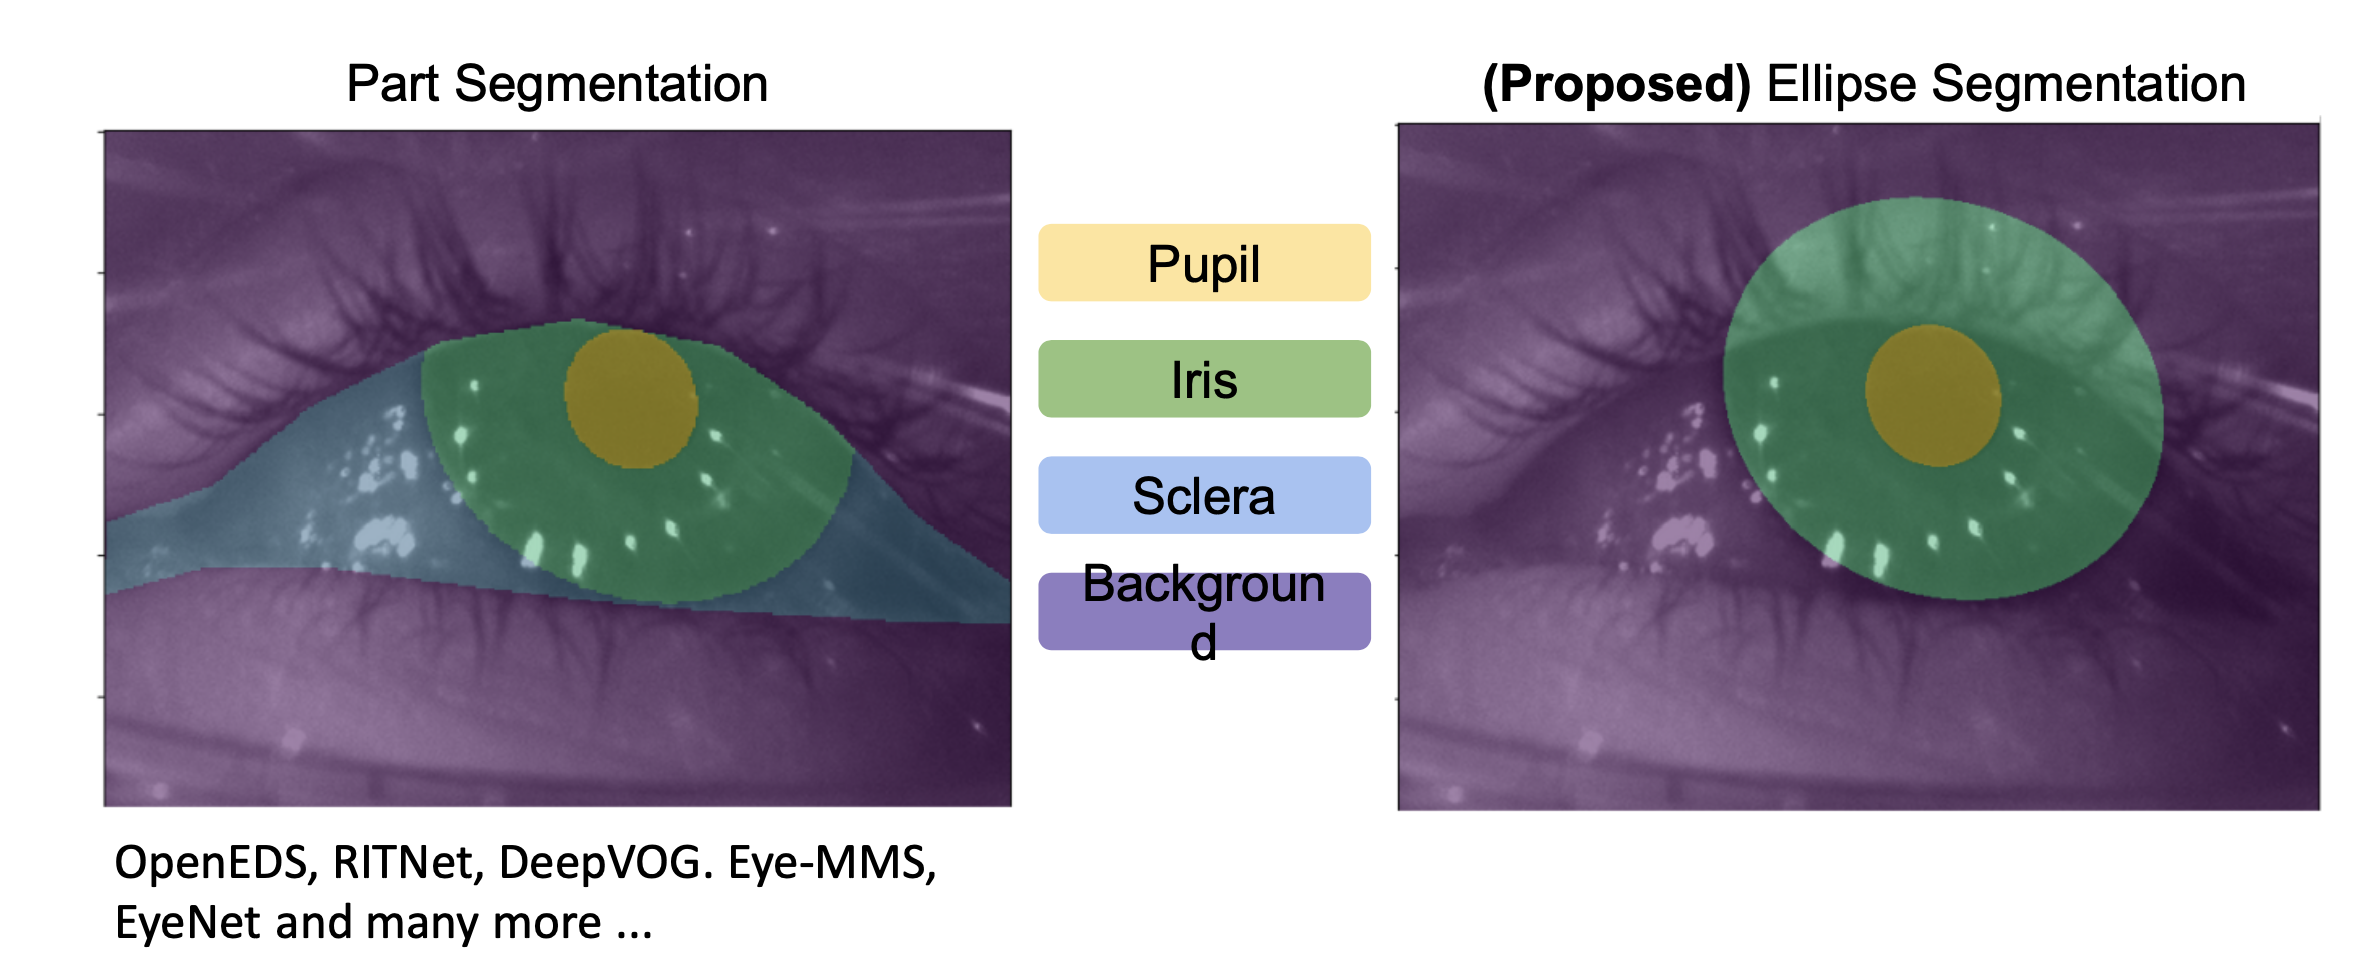 Part Segmentation
(Proposed) Ellipse Segmentation
Pupil
Iris
Sclera
Backgroun
d
OpenEDS, RITNet, DeepVOG. Eye-MMS,
EyeNet and many more ...